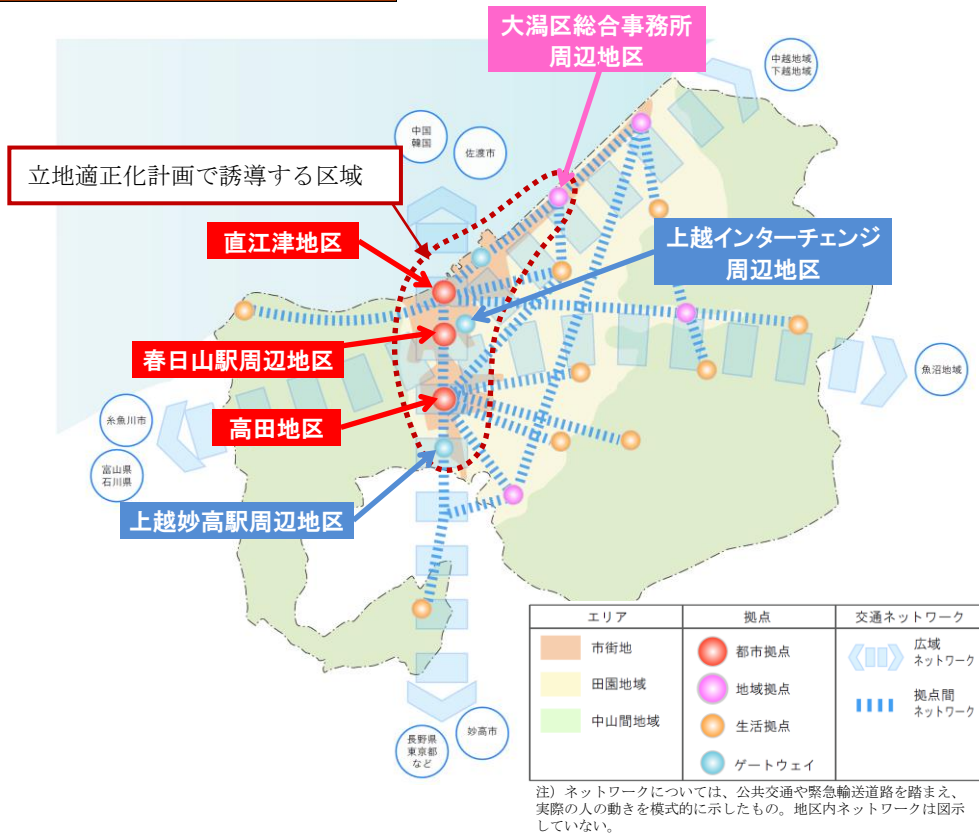 大潟区総合事務所
周辺地区
中越地域
下越地域
中国
韓国
佐渡市
立地適正化計画で誘導する区域
直江津地区
上越インターチェンジ
周辺地区
春日山駅周辺地区
魚沼地域
糸魚川市
高田地区
富山県
石川県
上越妙高駅周辺地区
長野県
東京都
など
妙高市
エリア
市街地
田園地域
中山間地域
拠点
都市拠点
地域拠点
生活拠点
ゲートウェイ
交通ネットワーク
広域
ネットワーク
拠点間
ネットワーク
注）ネットワークについては、公共交通や緊急輸送道路を踏まえ、
実際の人の動きを模式的に示したもの。地区内ネットワークは図示
していない。